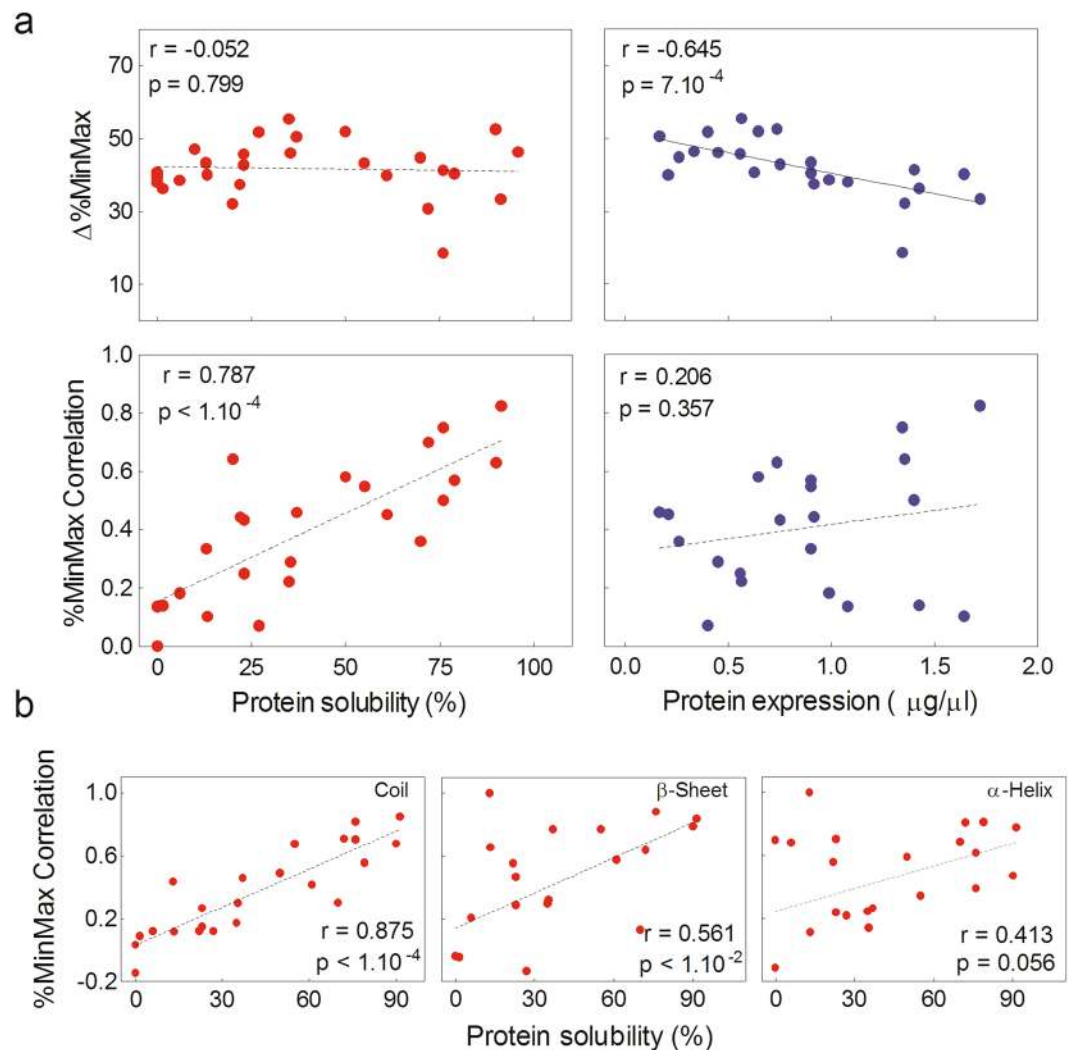 a
r = -0.052
p = 0.799
r = -0.645
p = 7.10⁻⁴
Δ%MinMax
70
50
30
10
r = 0.787
p < 1.10⁻⁴
r = 0.206
p = 0.357
%MinMax Correlation
1.0
0.8
0.6
0.4
0.2
0.0
0 25 50 75 100
0.0 0.5 1.0 1.5 2.0
Protein solubility (%)
Protein expression ( μg/μl)
b
%MinMax Correlation
1.0
0.6
0.2
-0.2
Coil
r = 0.875
p < 1.10⁻⁴
β-Sheet
r = 0.561
p < 1.10⁻²
α-Helix
r = 0.413
p = 0.056
0 30 60 90
0 30 60 90
0 30 60 90
Protein solubility (%)